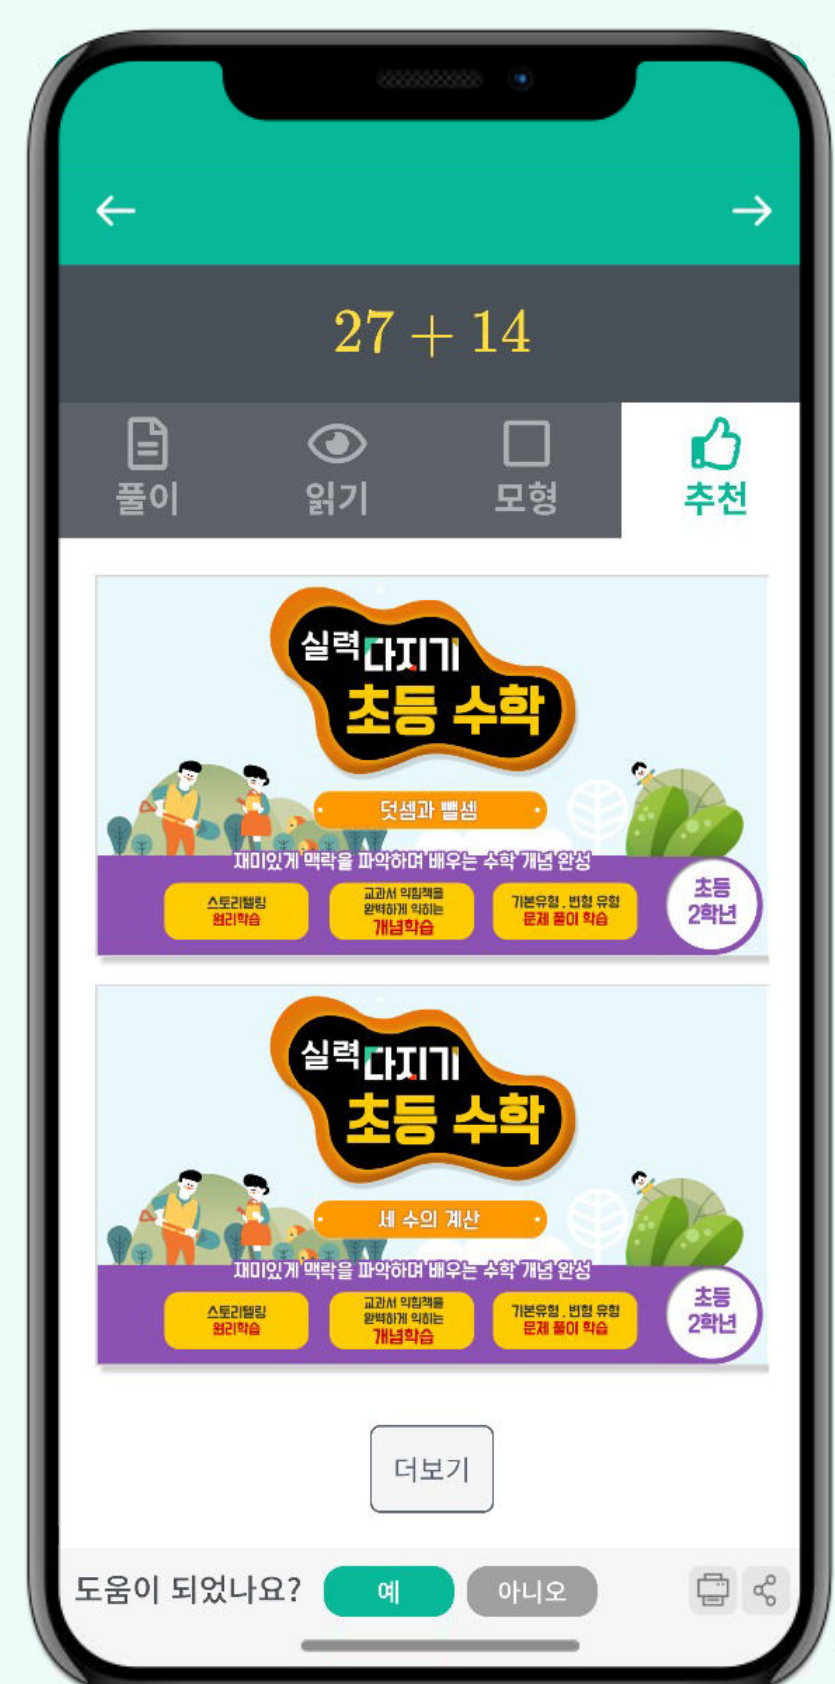 27 + 14
풀이 읽기 모형 추천
실력 다지기
초등 수학
덧셈과 뺄셈
재미있게 맥락을 파악하며 배우는 수학 개념 완성
스토리텔링
원리학습
교과서 익힘책을
완벽하게 익히는
개념학습
기본유형 . 변형 유형
문제 풀이 학습
초등
2학년
실력 다지기
초등 수학
세 수의 계산
재미있게 맥락을 파악하며 배우는 수학 개념 완성
스토리텔링
원리학습
교과서 익힘책을
완벽하게 익히는
개념학습
기본유형 . 변형 유형
문제 풀이 학습
초등
2학년
더보기
도움이 되었나요? 예 아니오